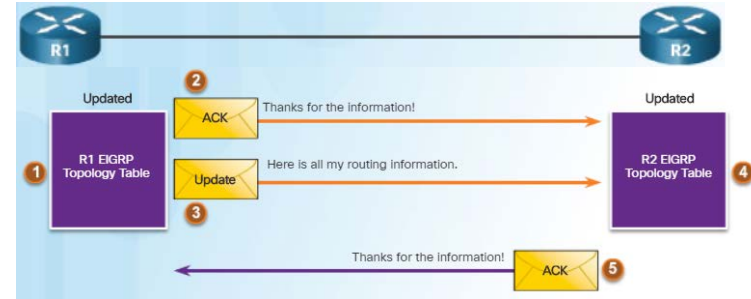 R1
R2
2
Updated
Updated
ACK
Thanks for the information!
1
R1 EIGRP
Topology Table
Update
Here is all my routing information.
R2 EIGRP
Topology Table
4
3
Thanks for the information!
ACK
5